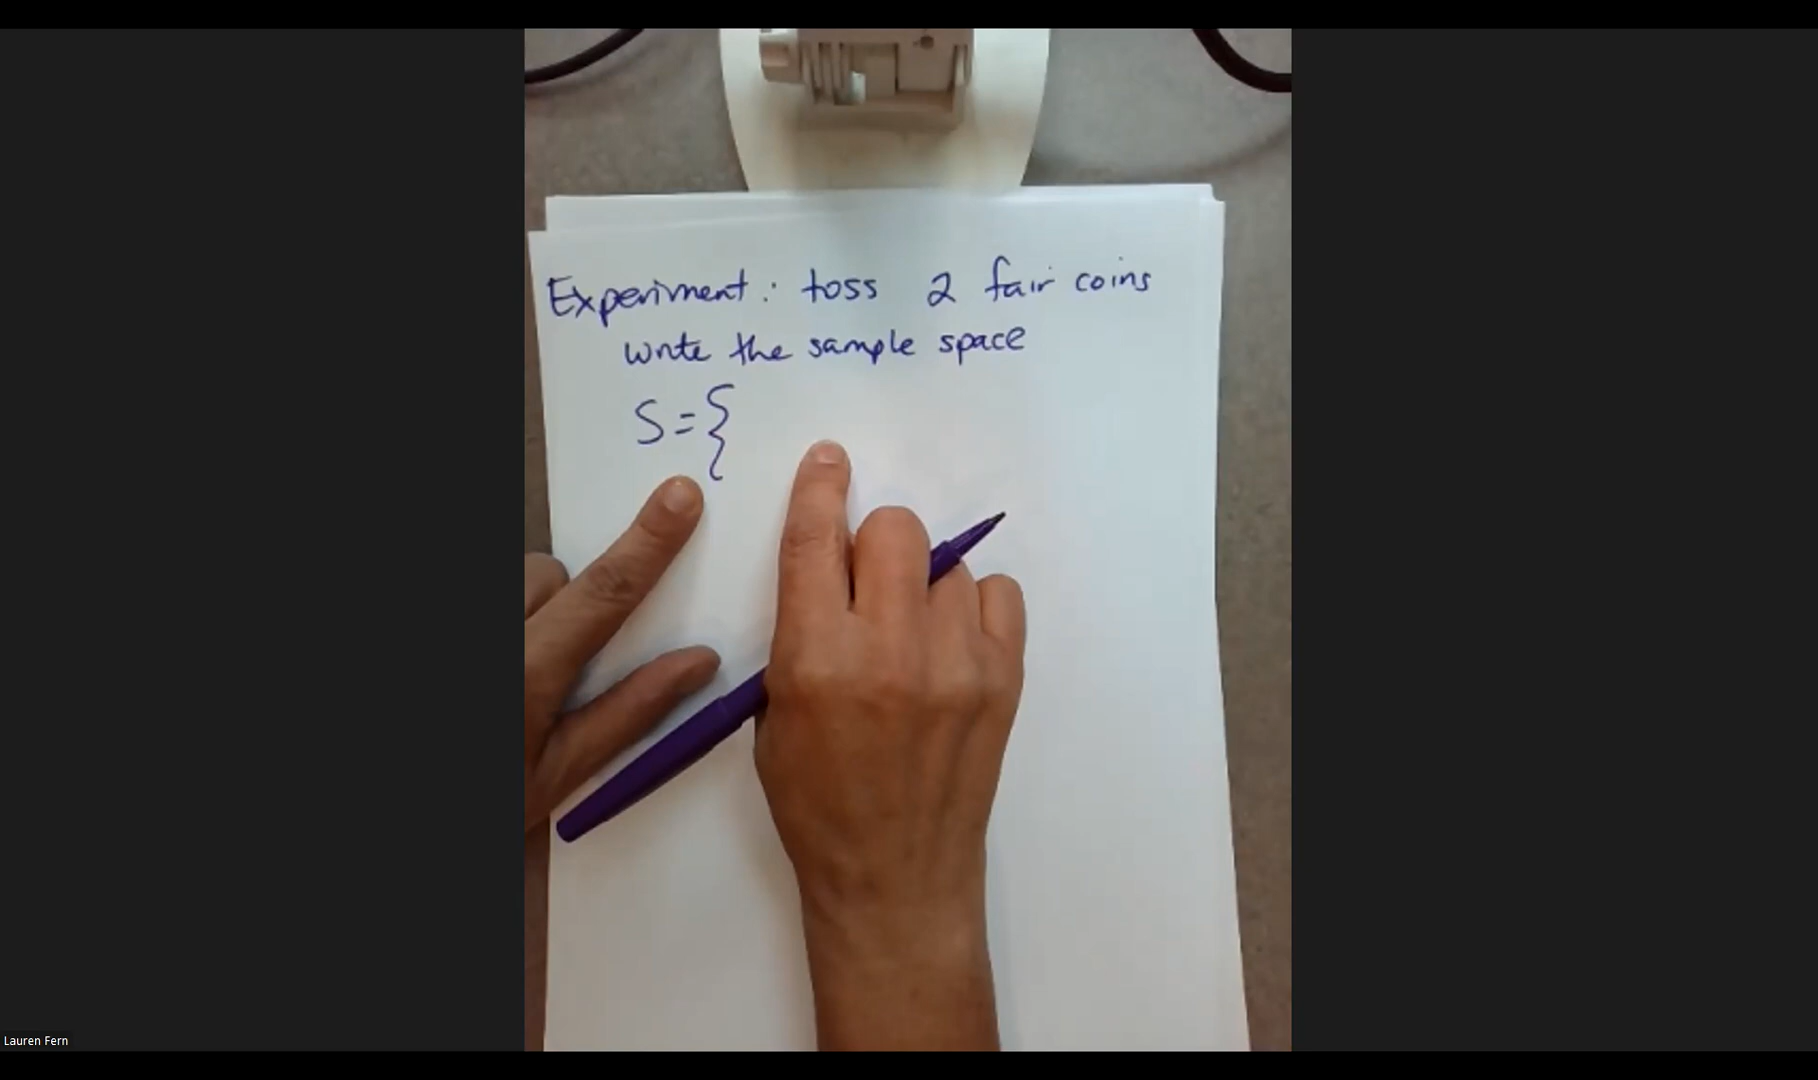 Experiment: toss 2 fair coins
write the sample space
S={
Lauren Fern